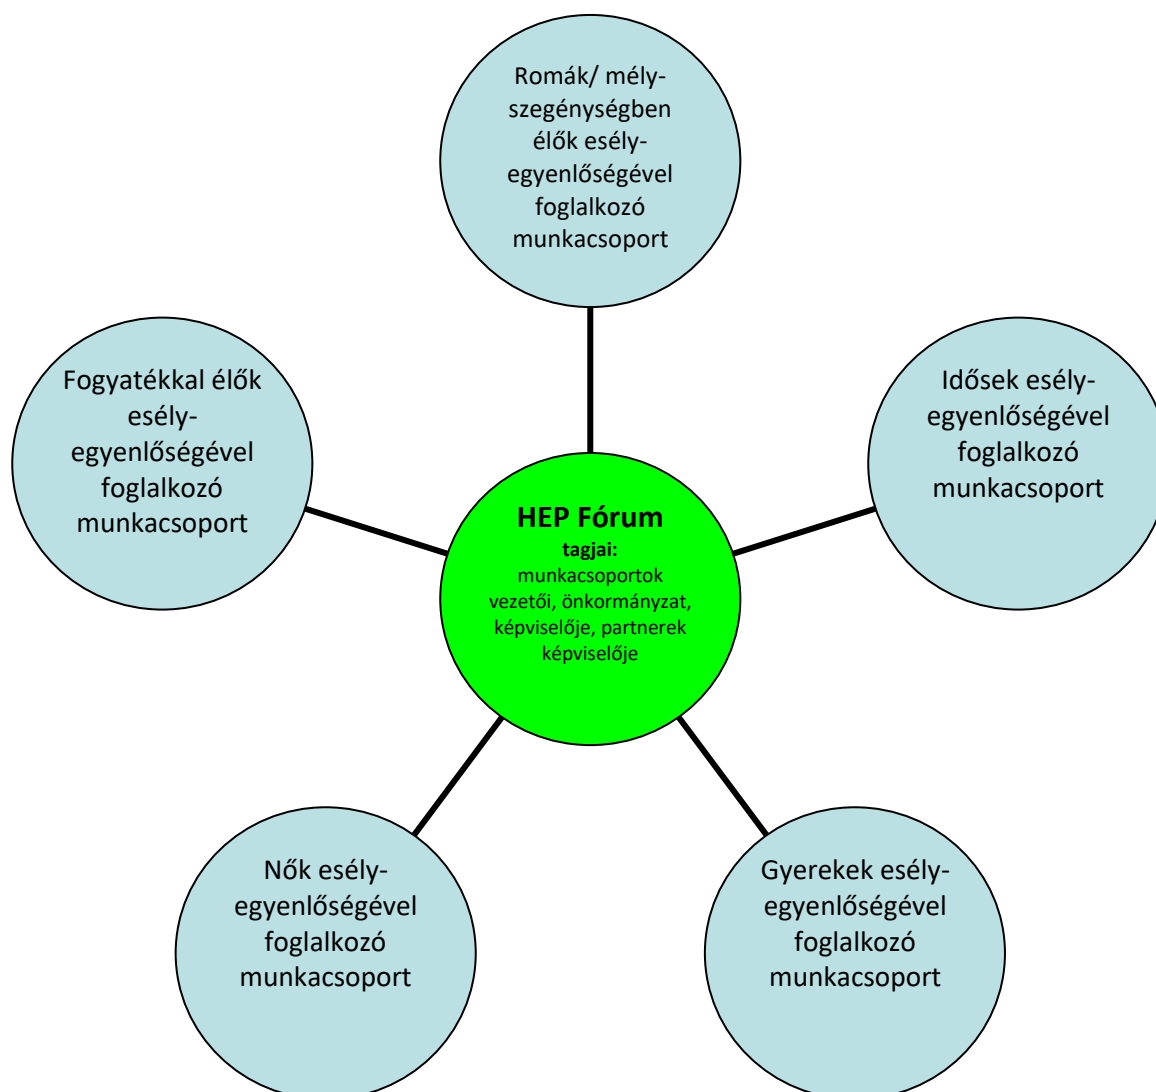 Romák/ mély-
szegénységben
élők esély-
egyenlőségével
foglalkozó
munkacsoport
Fogyatékkal élők
esély-
egyenlőségével
foglalkozó
munkacsoport
Idősek esély-
egyenlőségével
foglalkozó
munkacsoport
HEP Fórum
tagjai:
munkacsoportok
vezetői, önkormányzat,
képviselője, partnerek
képviselője
Nők esély-
egyenlőségével
foglalkozó
munkacsoport
Gyerekek esély-
egyenlőségével
foglalkozó
munkacsoport